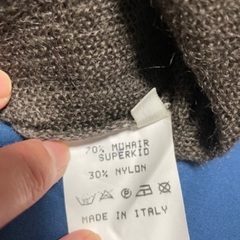 70% MOHAIR
SUPERKID
30% NYLON
MADE IN ITALY